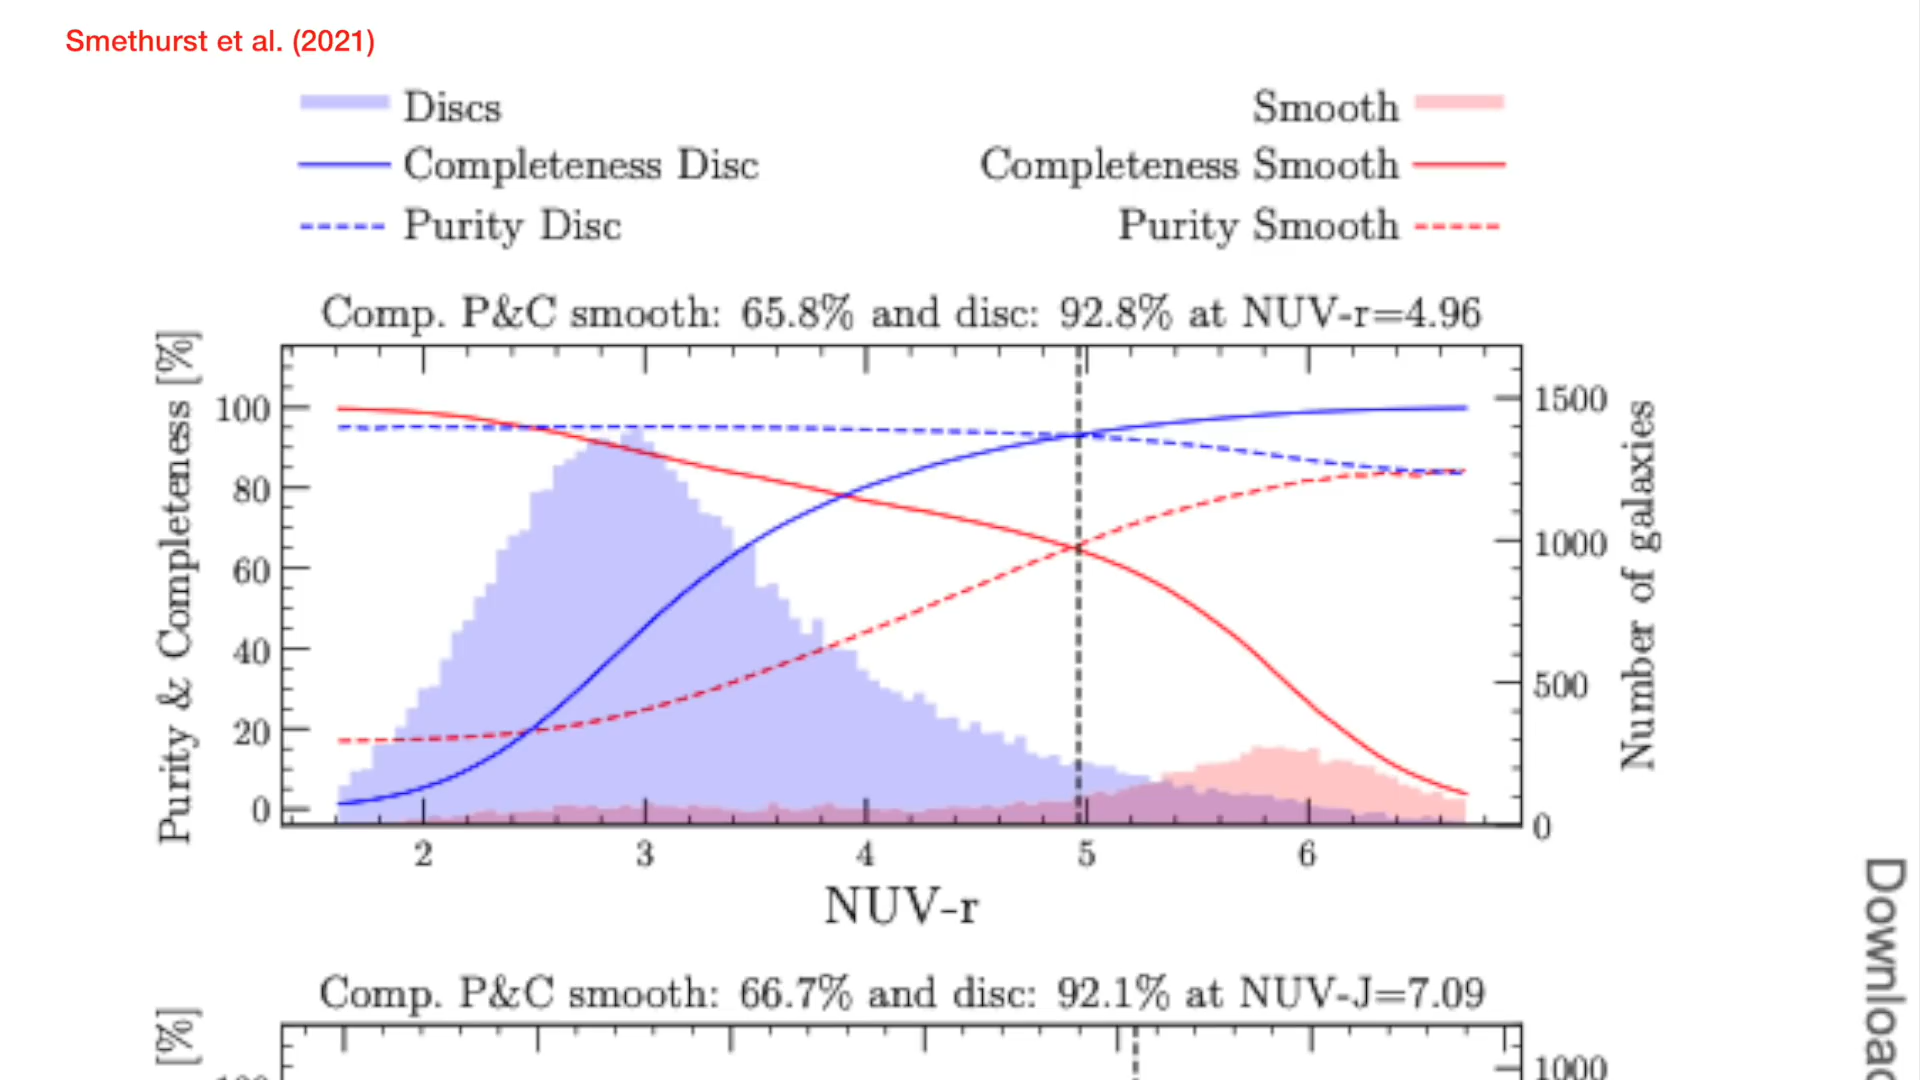 Smethurst et al. (2021)
Discs
Smooth
Completeness Disc
Completeness Smooth
Purity Disc
Purity Smooth
Comp. P&C smooth: 65.8% and disc: 92.8% at NUV-r=4.96
Purity & Completeness [%]
100
80
60
40
20
0
1500
1000
500
0
Number of galaxies
2 3 4 5 6
NUV-r
Comp. P&C smooth: 66.7% and disc: 92.1% at NUV-J=7.09
[%]
100
1000